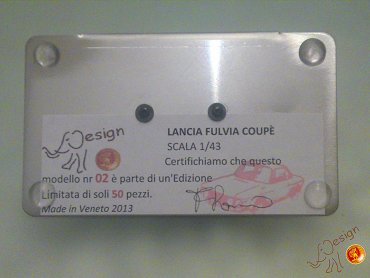 Design
LANCIA FULVIA COUPÈ
SCALA 1/43
Certifichiamo che questo
modello nr 02 è parte di un'Edizione
Limitata di soli 50 pezzi.
Made in Veneto 2013
Design